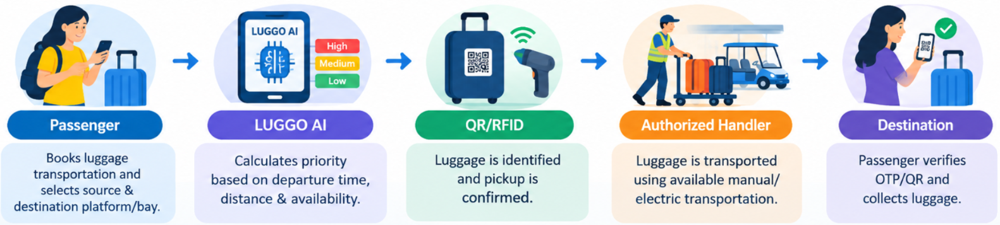 LUGGO AI
High
Medium
Low
Passenger
Books luggage
transportation and
selects source &
destination platform/bay.
LUGGO AI
Calculates priority
based on departure time,
distance & availability.
QR/RFID
Luggage is identified
and pickup is
confirmed.
Authorized Handler
Luggage is transported
using available manual/
electric transportation.
Destination
Passenger verifies
OTP/QR and
collects luggage.